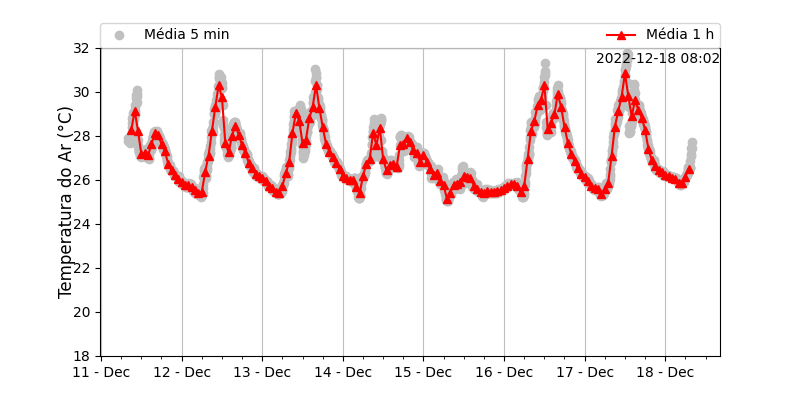 Média 5 min
Média 1 h
2022-12-18 08:02
Temperatura do Ar (°C)
32
30
28
26
24
22
20
18
11 - Dec
12 - Dec
13 - Dec
14 - Dec
15 - Dec
16 - Dec
17 - Dec
18 - Dec